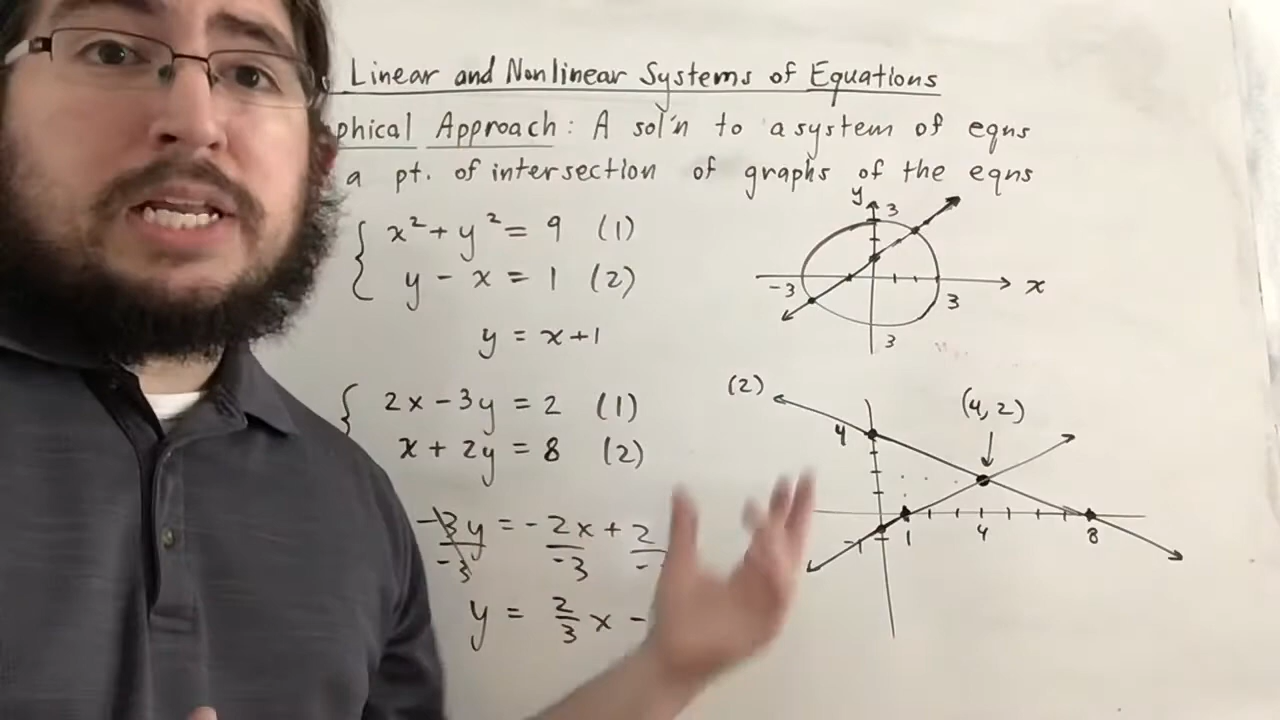 Linear and Nonlinear Systems of Equations
phical Approach: A sol'n to a system of eqns
a pt. of intersection of graphs of the eqns
{ x² + y² = 9 (1)
y - x = 1 (2)
y = x + 1
y
3
-3
3
x
3
{ 2x - 3y = 2 (1)
x + 2y = 8 (2)
-3y/-3 = -2x/-3 + 2/-
y = 2/3 x -
(2)
(4, 2)
4
-1
1
4
8